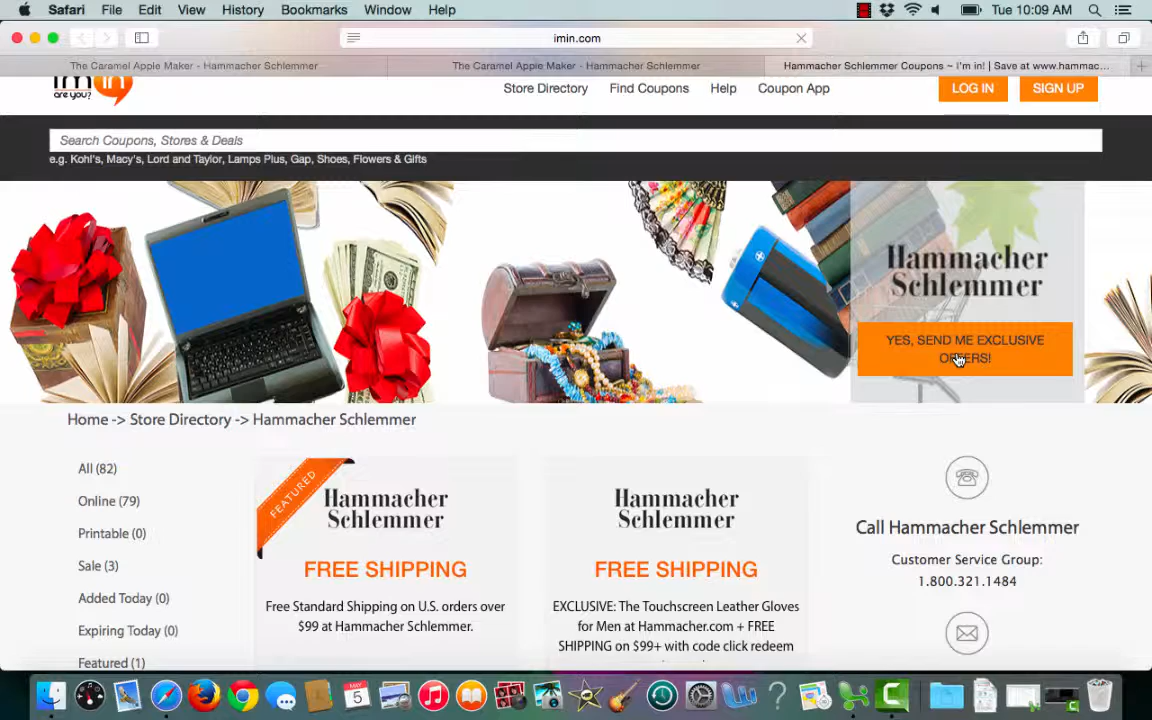 Safari File Edit View History Bookmarks Window Help Tue 10:09 AM
imin.com
The Caramel Apple Maker - Hammacher Schlemmer The Caramel Apple Maker - Hammacher Schlemmer Hammacher Schlemmer Coupons ~ i'm in! | Save at www.hammac...
im in
are you?
Store Directory Find Coupons Help Coupon App LOG IN SIGN UP
Search Coupons, Stores & Deals
e.g. Kohl's, Macy's, Lord and Taylor, Lamps Plus, Gap, Shoes, Flowers & Gifts
Hammacher
Schlemmer
YES, SEND ME EXCLUSIVE
OFFERS!
Home -> Store Directory -> Hammacher Schlemmer
All (82)
Online (79)
Printable (0)
Sale (3)
Added Today (0)
Expiring Today (0)
Featured (1)
FEATURED
Hammacher
Schlemmer
FREE SHIPPING
Free Standard Shipping on U.S. orders over
$99 at Hammacher Schlemmer.
Hammacher
Schlemmer
FREE SHIPPING
EXCLUSIVE: The Touchscreen Leather Gloves
for Men at Hammacher.com + FREE
SHIPPING on $99+ with code click redeem
Call Hammacher Schlemmer
Customer Service Group:
1.800.321.1484
MAY
5